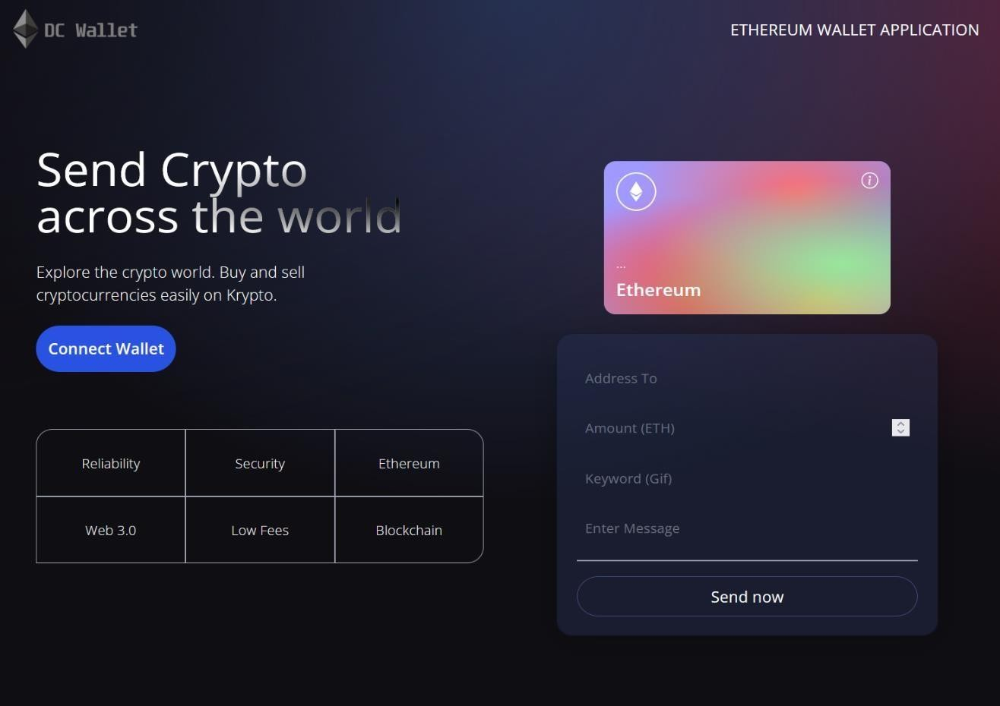 DC Wallet
ETHEREUM WALLET APPLICATION
Send Crypto
across the world
Explore the crypto world. Buy and sell
cryptocurrencies easily on Krypto.
Connect Wallet
Reliability
Security
Ethereum
Web 3.0
Low Fees
Blockchain
i
...
Ethereum
Address To
Amount (ETH)
Keyword (Gif)
Enter Message
Send now